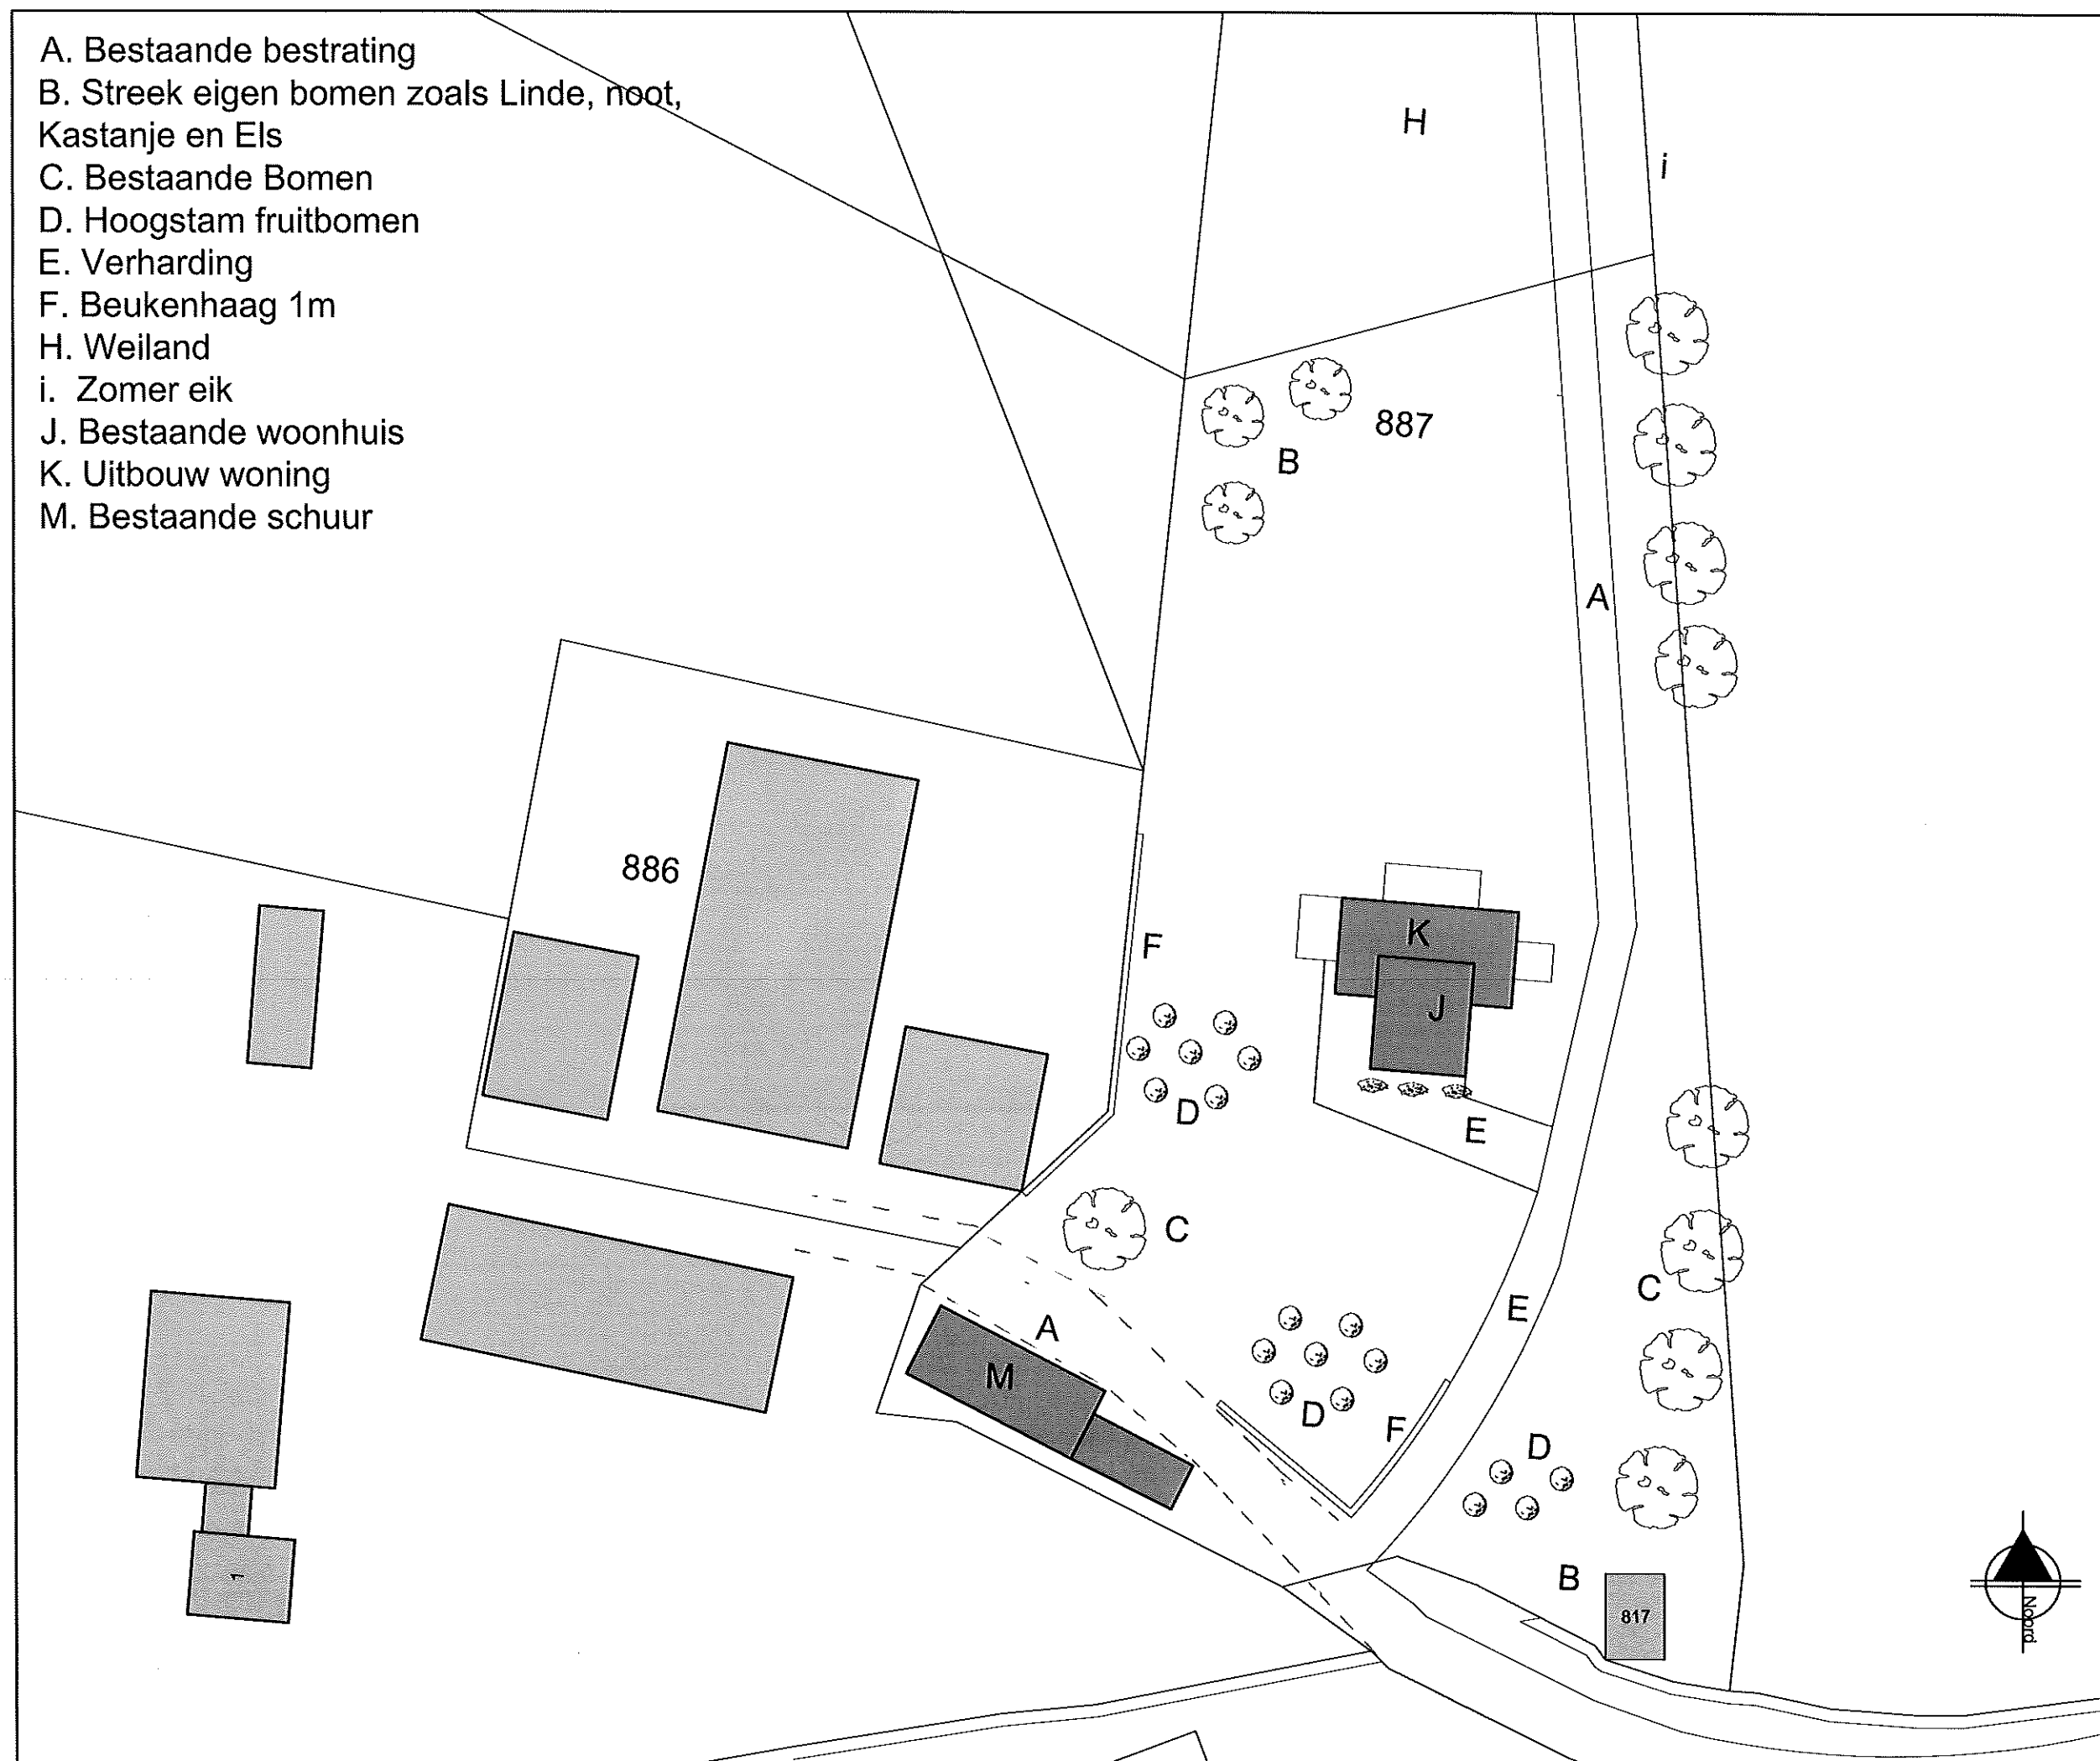 A. Bestaande bestrating
B. Streek eigen bomen zoals Linde, noot,
Kastanje en Els
C. Bestaande Bomen
D. Hoogstam fruitbomen
E. Verharding
F. Beukenhaag 1m
H. Weiland
i. Zomer eik
J. Bestaande woonhuis
K. Uitbouw woning
M. Bestaande schuur
H
i
887
B
A
886
F
K
J
D
E
C
C
E
A
M
D
F
D
B
817
1
Noord